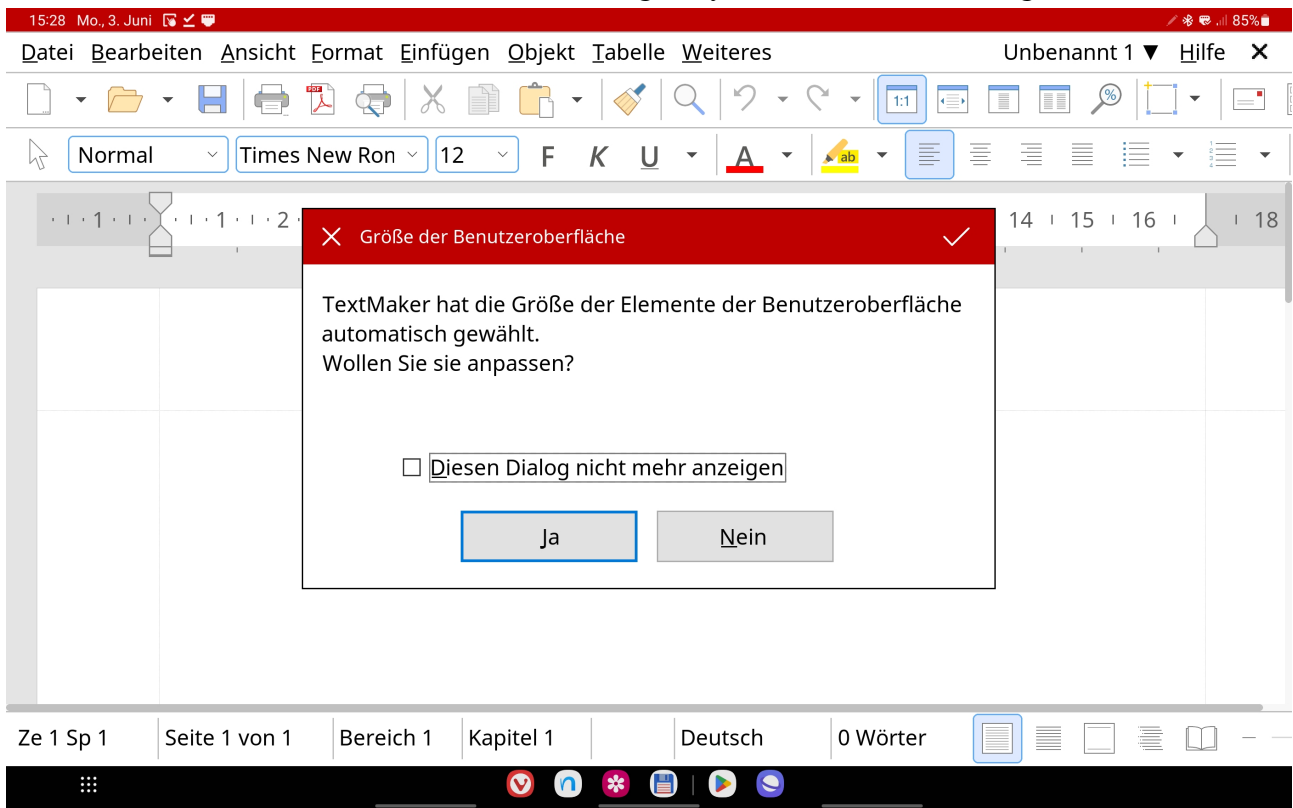 15:28 Mo., 3. Juni 85%
Datei Bearbeiten Ansicht Format Einfügen Objekt Tabelle Weiteres Unbenannt 1 ▼ Hilfe X
PDF 1:1 %
Normal Times New Ron 12 F K U A ab
1 1 2 14 15 16 18
Größe der Benutzeroberfläche
TextMaker hat die Größe der Elemente der Benutzeroberfläche
automatisch gewählt.
Wollen Sie sie anpassen?
Diesen Dialog nicht mehr anzeigen
Ja Nein
Ze 1 Sp 1 Seite 1 von 1 Bereich 1 Kapitel 1 Deutsch 0 Wörter